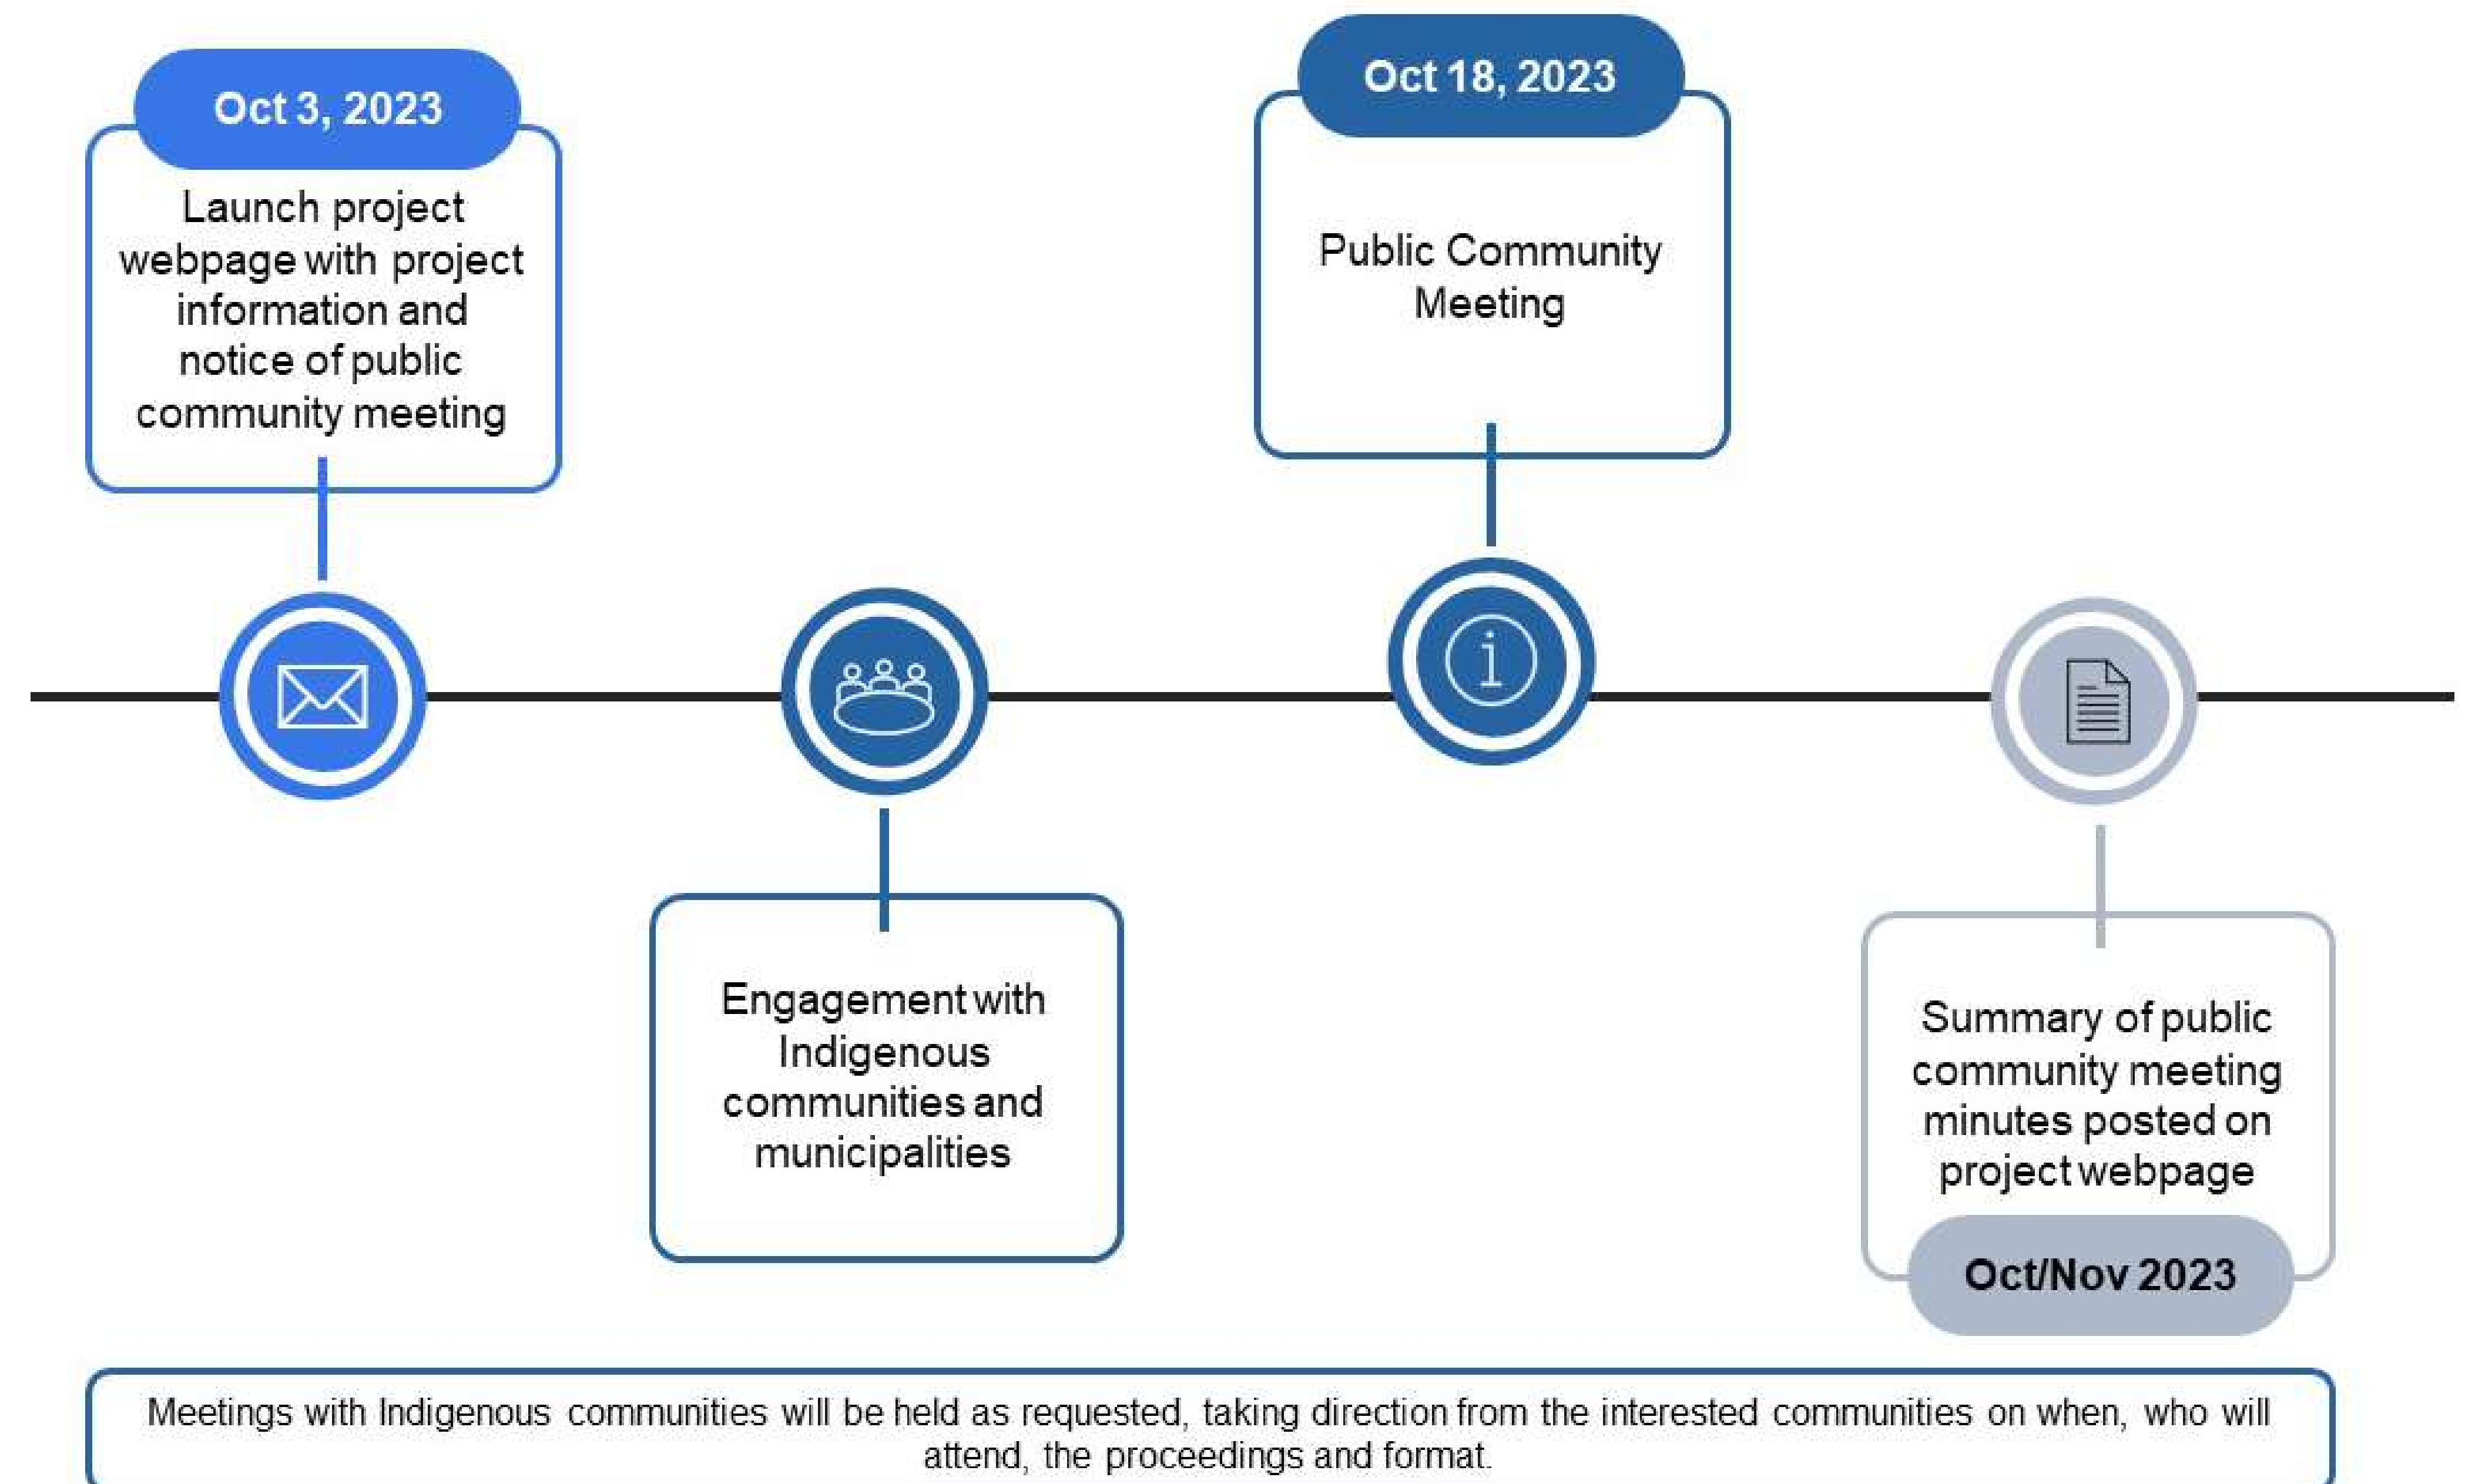 Oct 3, 2023
Launch project
webpage with project
information and
notice of public
community meeting
Engagement with
Indigenous
communities and
municipalities
Oct 18, 2023
Public Community
Meeting
i
Summary of public
community meeting
minutes posted on
project webpage
Oct/Nov 2023
Meetings with Indigenous communities will be held as requested, taking direction from the interested communities on when, who will
attend, the proceedings and format.